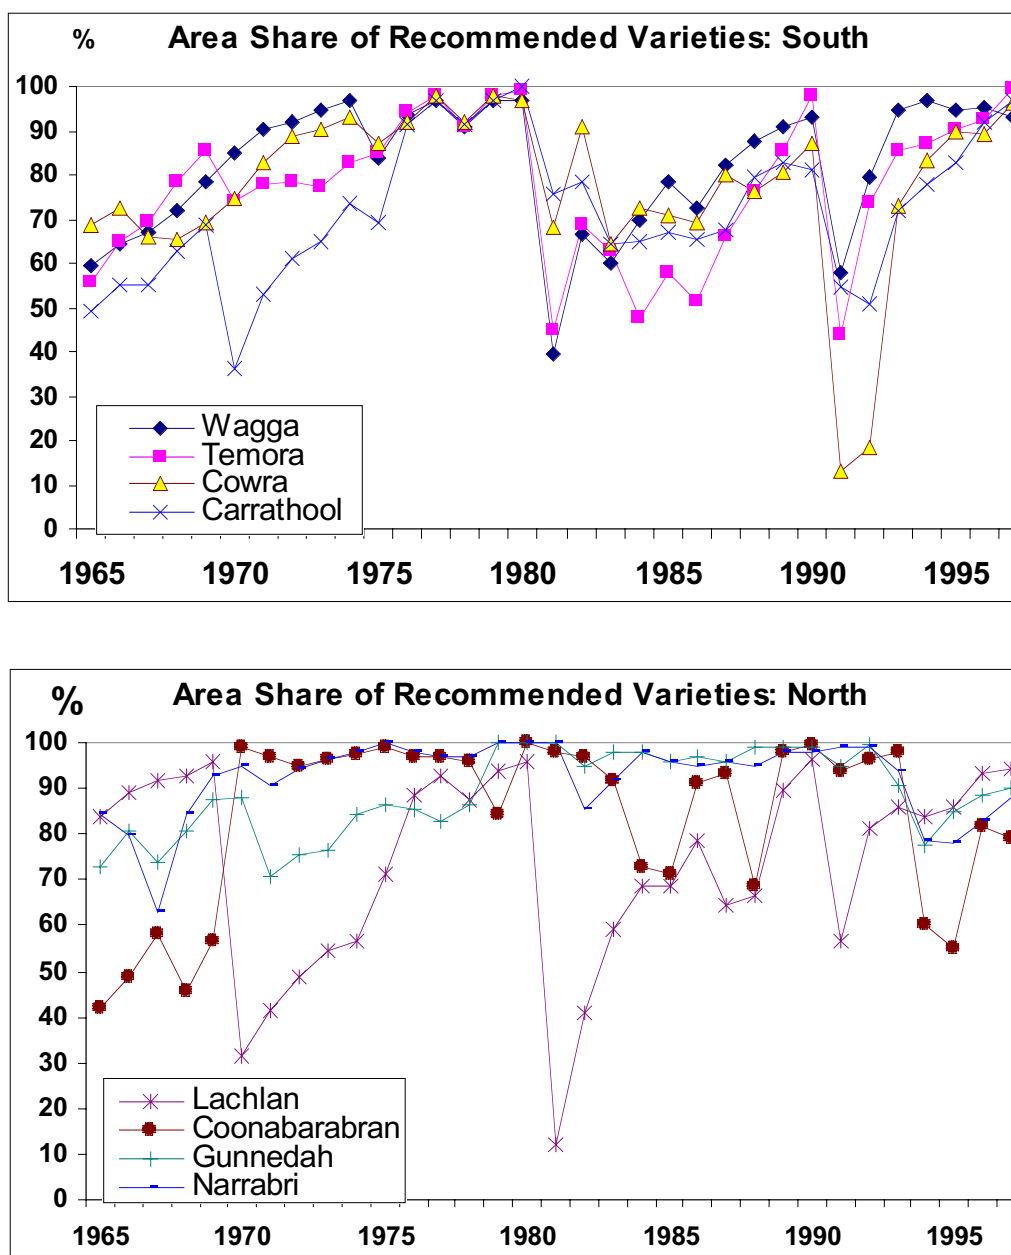 % Area Share of Recommended Varieties: South
100
90
80
70
60
50
40
30
20
10
0
Wagga
Temora
Cowra
Carrathool
1965 1970 1975 1980 1985 1990 1995
% Area Share of Recommended Varieties: North
100
90
80
70
60
50
40
30
20
10
0
Lachlan
Coonabarabran
Gunnedah
Narrabri
1965 1970 1975 1980 1985 1990 1995